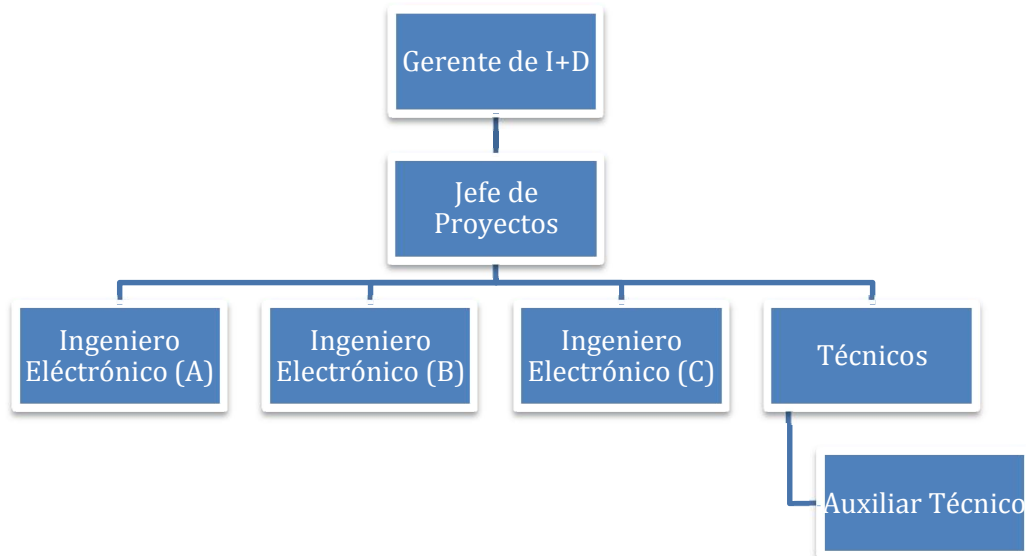 Gerente de I+D
Jefe de
Proyectos
Ingeniero
Eléctrónico (A)
Ingeniero
Electrónico (B)
Ingeniero
Electrónico (C)
Técnicos
Auxiliar Técnico